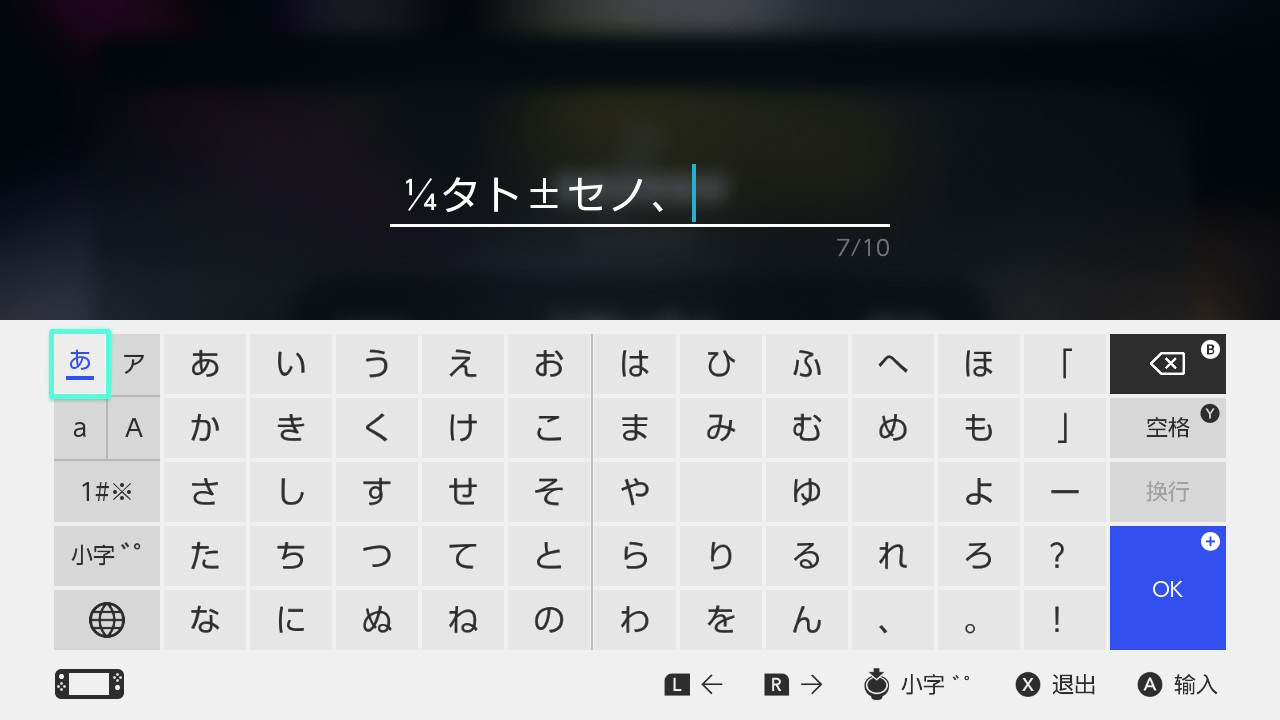 ¼タト±セノ、
7/10
あ ア あ い う え お は ひ ふ へ ほ 「 B
a A か き く け こ ま み む め も 」 空格 Y
1#※ さ し す せ そ や ゆ よ ー 换行
小字゛゜ た ち つ て と ら り る れ ろ ? OK
な に ぬ ね の わ を ん 、 。 !
L ← R → 小字゛゜ X 退出 A 输入